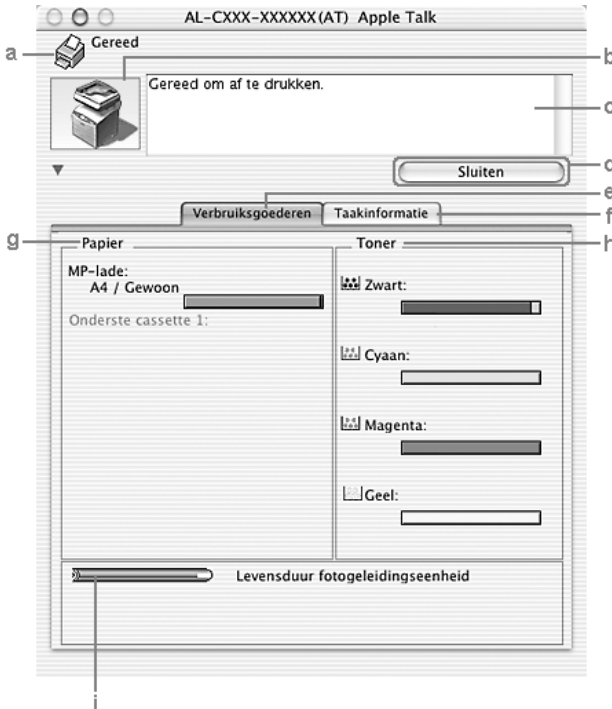 AL-CXXX-XXXXXX(AT) Apple Talk
a
Gereed
b
Gereed om af te drukken.
c
d
Sluiten
e
Verbruiksgoederen
Taakinformatie
f
g
Papier
Toner
h
MP-lade:
A4 / Gewoon
Onderste cassette 1:
Zwart:
Cyaan:
Magenta:
Geel:
Levensduur fotogeleidingseenheid
i